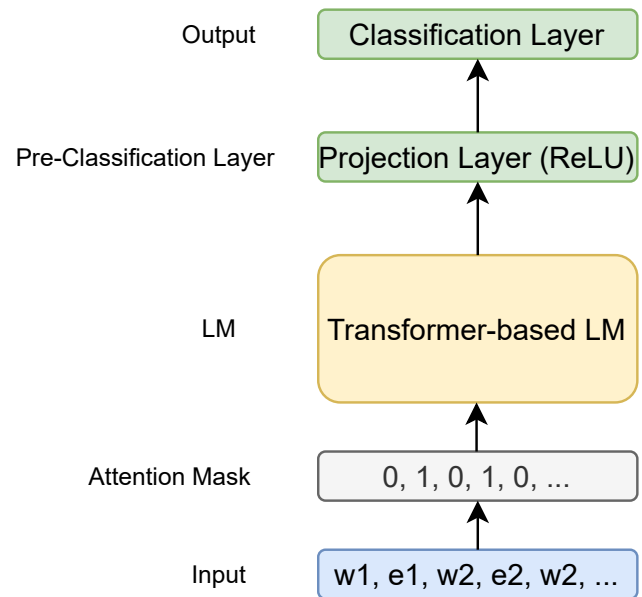 Output
Classification Layer
Pre-Classification Layer
Projection Layer (ReLU)
LM
Transformer-based LM
Attention Mask
0, 1, 0, 1, 0, ...
Input
w1, e1, w2, e2, w2, ...